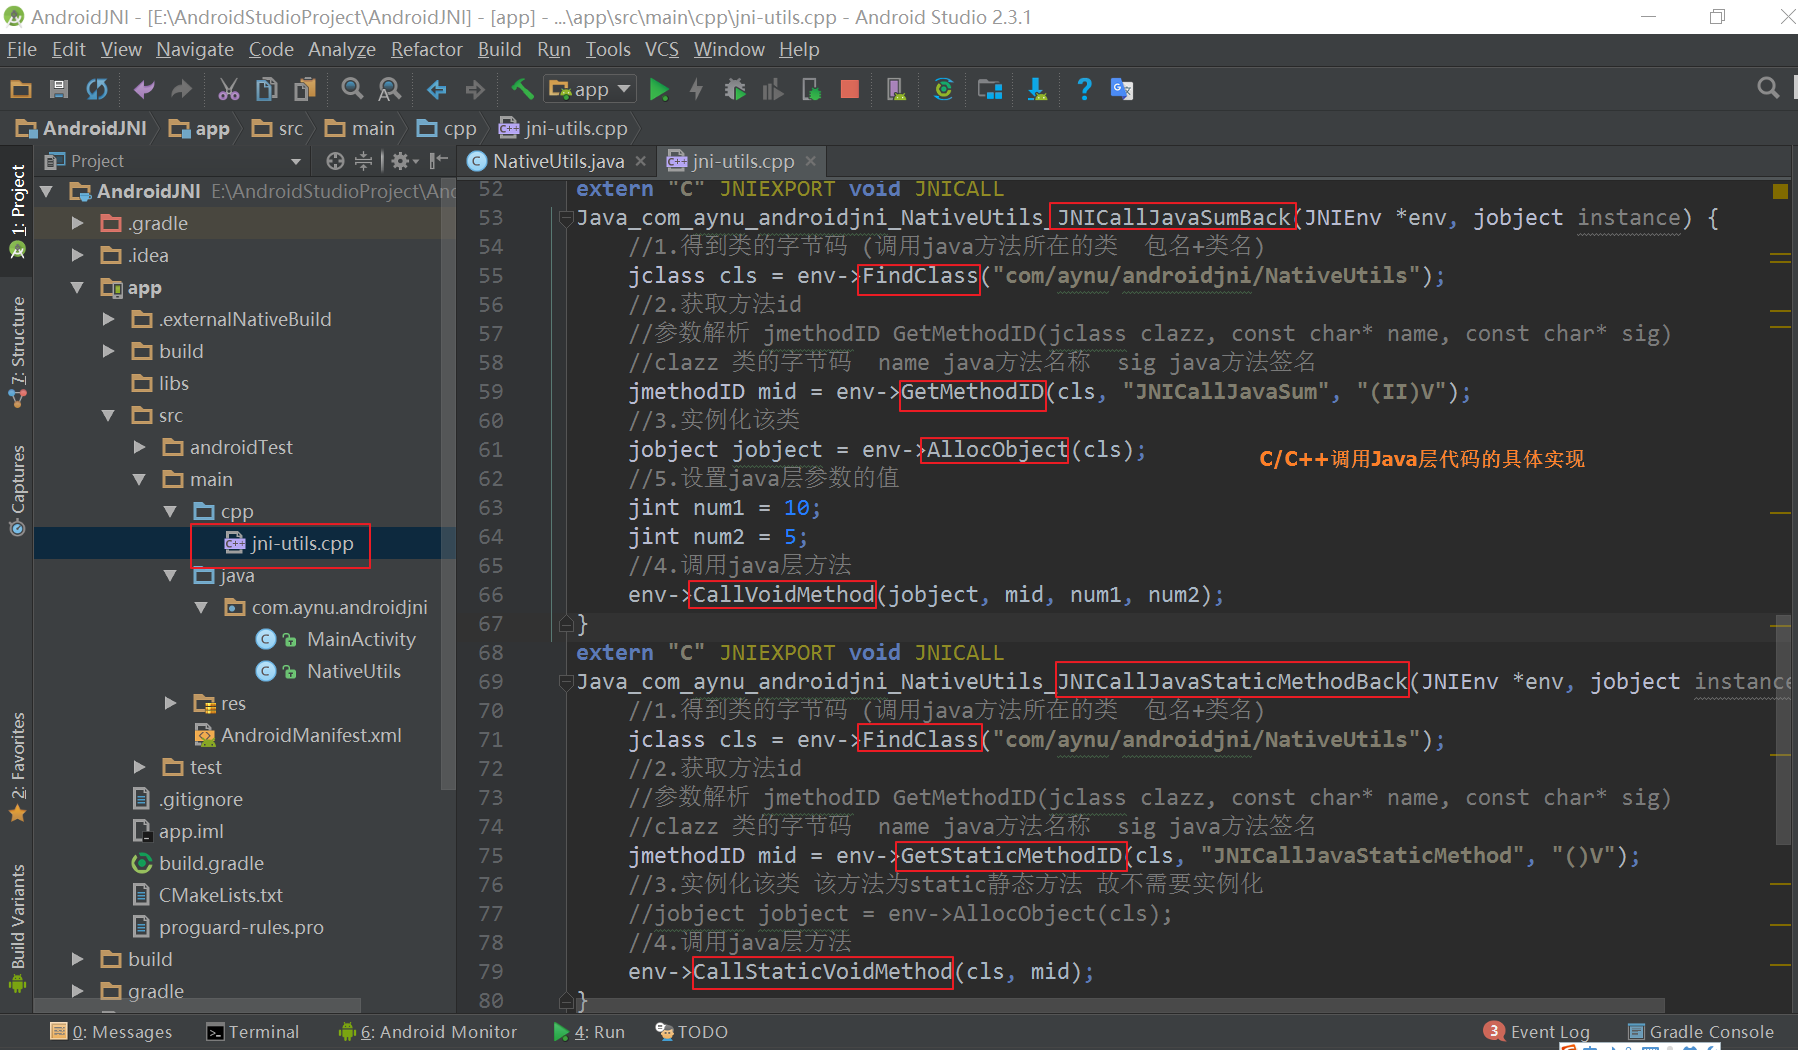 AndroidJNI - [E:\AndroidStudioProject\AndroidJNI] - [app] - ...\app\src\main\cpp\jni-utils.cpp - Android Studio 2.3.1
File Edit View Navigate Code Analyze Refactor Build Run Tools VCS Window Help
app
AndroidJNI app src main cpp jni-utils.cpp
Project
NativeUtils.java jni-utils.cpp
1: Project
7: Structure
Captures
2: Favorites
Build Variants
AndroidJNI E:\AndroidStudioProject\And
.gradle
.idea
app
.externalNativeBuild
build
libs
src
androidTest
main
cpp
jni-utils.cpp
java
com.aynu.androidjni
MainActivity
NativeUtils
res
AndroidManifest.xml
test
.gitignore
app.iml
build.gradle
CMakeLists.txt
proguard-rules.pro
build
gradle
52 extern "C" JNIEXPORT void JNICALL
53 Java_com_aynu_androidjni_NativeUtils_JNICallJavaSumBack(JNIEnv *env, jobject instance) {
54 //1.得到类的字节码 (调用java方法所在的类 包名+类名)
55 jclass cls = env->FindClass("com/aynu/androidjni/NativeUtils");
56 //2.获取方法id
57 //参数解析 jmethodID GetMethodID(jclass clazz, const char* name, const char* sig)
58 //clazz 类的字节码 name java方法名称 sig java方法签名
59 jmethodID mid = env->GetMethodID(cls, "JNICallJavaSum", "(II)V");
60 //3.实例化该类
61 jobject jobject = env->AllocObject(cls);
C/C++调用Java层代码的具体实现
62 //5.设置java层参数的值
63 jint num1 = 10;
64 jint num2 = 5;
65 //4.调用java层方法
66 env->CallVoidMethod(jobject, mid, num1, num2);
67 }
68 extern "C" JNIEXPORT void JNICALL
69 Java_com_aynu_androidjni_NativeUtils_JNICallJavaStaticMethodBack(JNIEnv *env, jobject instance
70 //1.得到类的字节码 (调用java方法所在的类 包名+类名)
71 jclass cls = env->FindClass("com/aynu/androidjni/NativeUtils");
72 //2.获取方法id
73 //参数解析 jmethodID GetMethodID(jclass clazz, const char* name, const char* sig)
74 //clazz 类的字节码 name java方法名称 sig java方法签名
75 jmethodID mid = env->GetStaticMethodID(cls, "JNICallJavaStaticMethod", "()V");
76 //3.实例化该类 该方法为static静态方法 故不需要实例化
77 //jobject jobject = env->AllocObject(cls);
78 //4.调用java层方法
79 env->CallStaticVoidMethod(cls, mid);
80 }
0: Messages Terminal 6: Android Monitor 4: Run TODO 3 Event Log Gradle Console